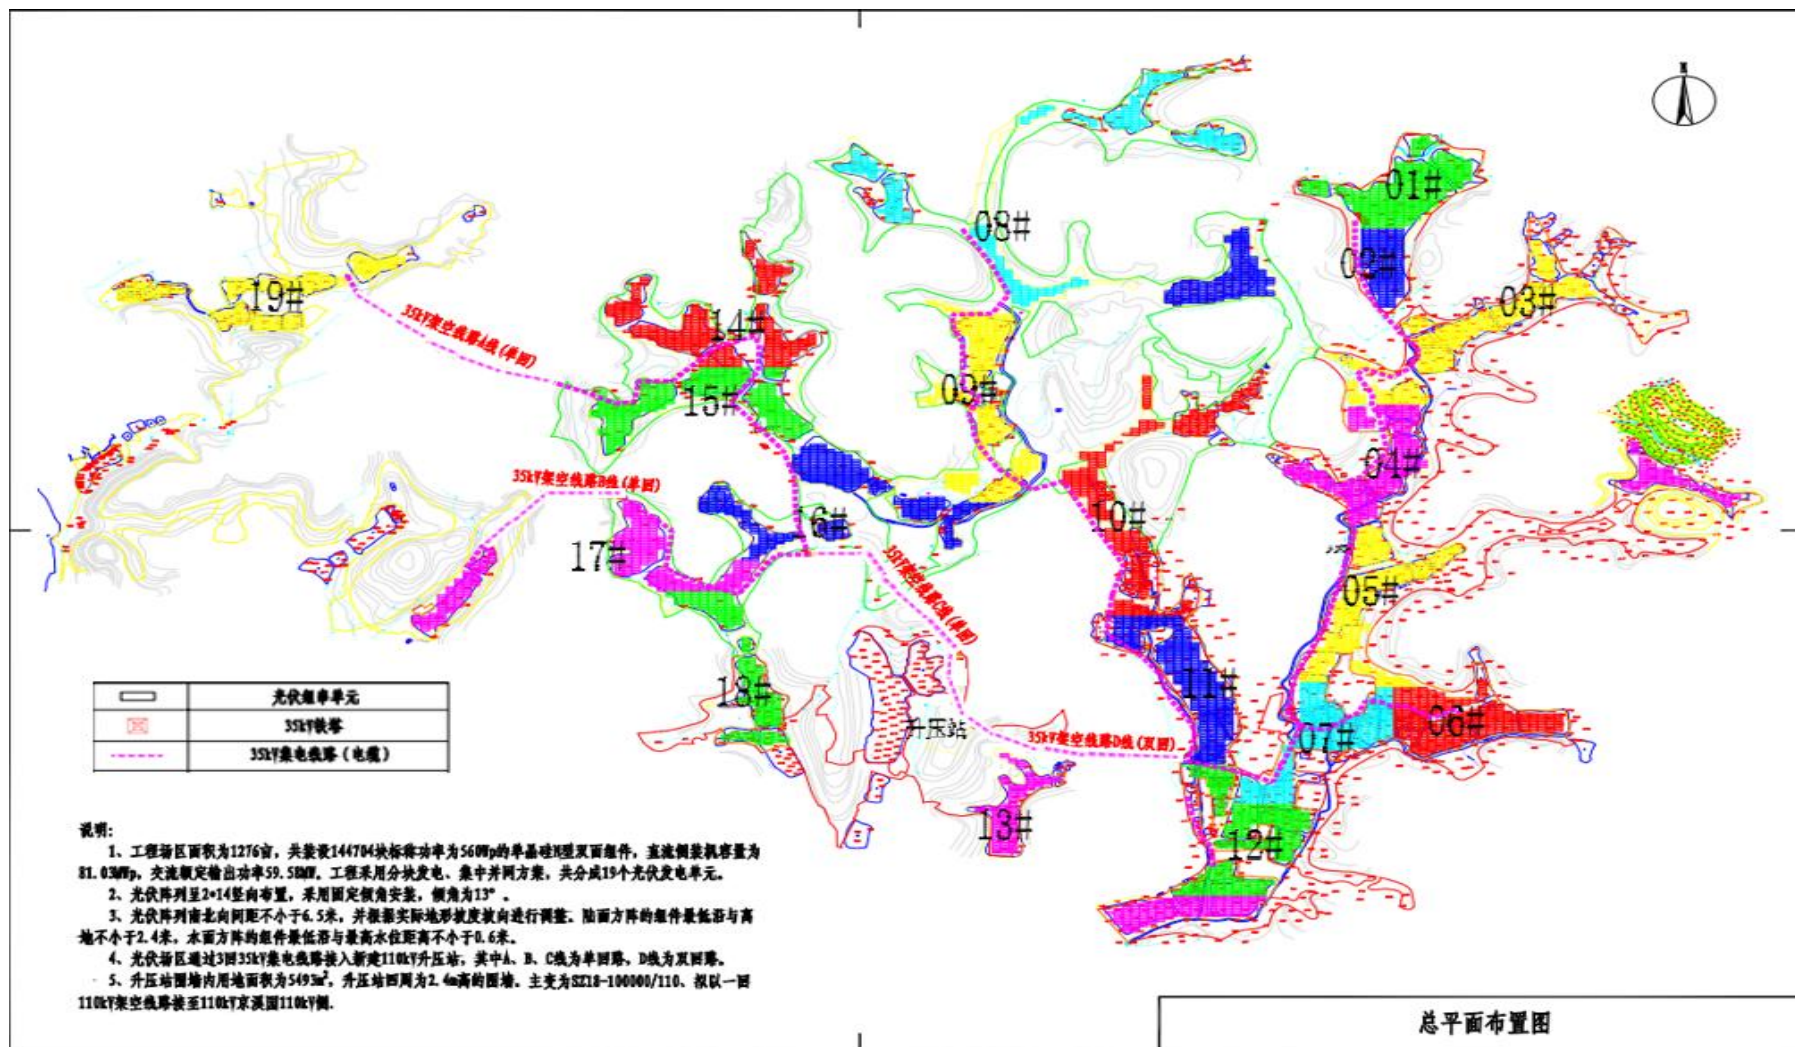 N
01#
08#
02#
03#
19#
35kV架空线路A线(单回)
14#
09#
15#
04#
35kV架空线路B线(单回)
10#
16#
17#
35kV架空线路C线(单回)
05#
18#
11#
升压站
06#
07#
35kV架空线路D线(双回)
13#
12#
光伏组串单元
35kV铁塔
35kV集电线路(电缆)
说明:
1、工程场区面积为1276亩，共装设144704块标称功率为560Wp的单晶硅N型双面组件，直流侧装机容量为
81.03MWp，交流额定输出功率59.58MW。工程采用分块发电、集中并网方案，共分成19个光伏发电单元。
2、光伏阵列呈2*14竖向布置，采用固定倾角安装，倾角为13°。
3、光伏阵列南北向间距不小于6.5米，并根据实际地形坡度坡向进行调整。陆面方阵的组件最低沿与高
地不小于2.4米，水面方阵的组件最低沿与最高水位距离不小于0.6米。
4、光伏场区通过3回35kV集电线路接入新建110kV升压站，其中A、B、C线为单回路，D线为双回路。
5、升压站围墙内用地面积为5493m²，升压站四周为2.4m高的围墙。主变为SZ18-100000/110、拟以一回
110kV架空线路接至110kV京溪园110kV侧.
总平面布置图